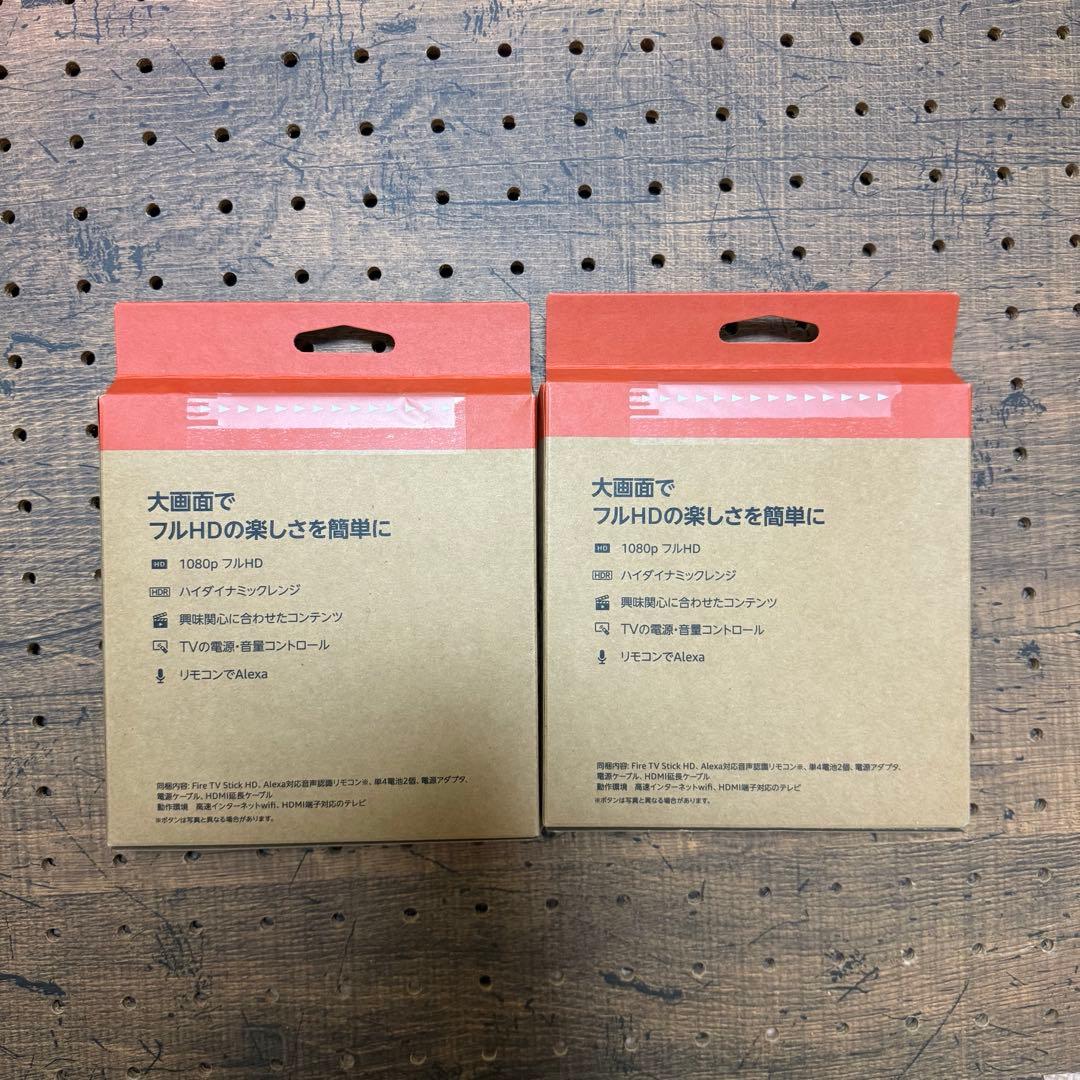 大画面で
フルHDの楽しさを簡単に
HD 1080p フルHD
HDR ハイダイナミックレンジ
興味関心に合わせたコンテンツ
TVの電源・音量コントロール
リモコンでAlexa
同梱内容: Fire TV Stick HD、Alexa対応音声認識リモコン※、単4電池2個、電源アダプタ、
電源ケーブル、HDMI延長ケーブル
動作環境 高速インターネットwifi、HDMI端子対応のテレビ
※ボタンは写真と異なる場合があります。
大画面で
フルHDの楽しさを簡単に
HD 1080p フルHD
HDR ハイダイナミックレンジ
興味関心に合わせたコンテンツ
TVの電源・音量コントロール
リモコンでAlexa
同梱内容: Fire TV Stick HD、Alexa対応音声認識リモコン※、単4電池2個、電源アダプタ、
電源ケーブル、HDMI延長ケーブル
動作環境 高速インターネットwifi、HDMI端子対応のテレビ
※ボタンは写真と異なる場合があります。